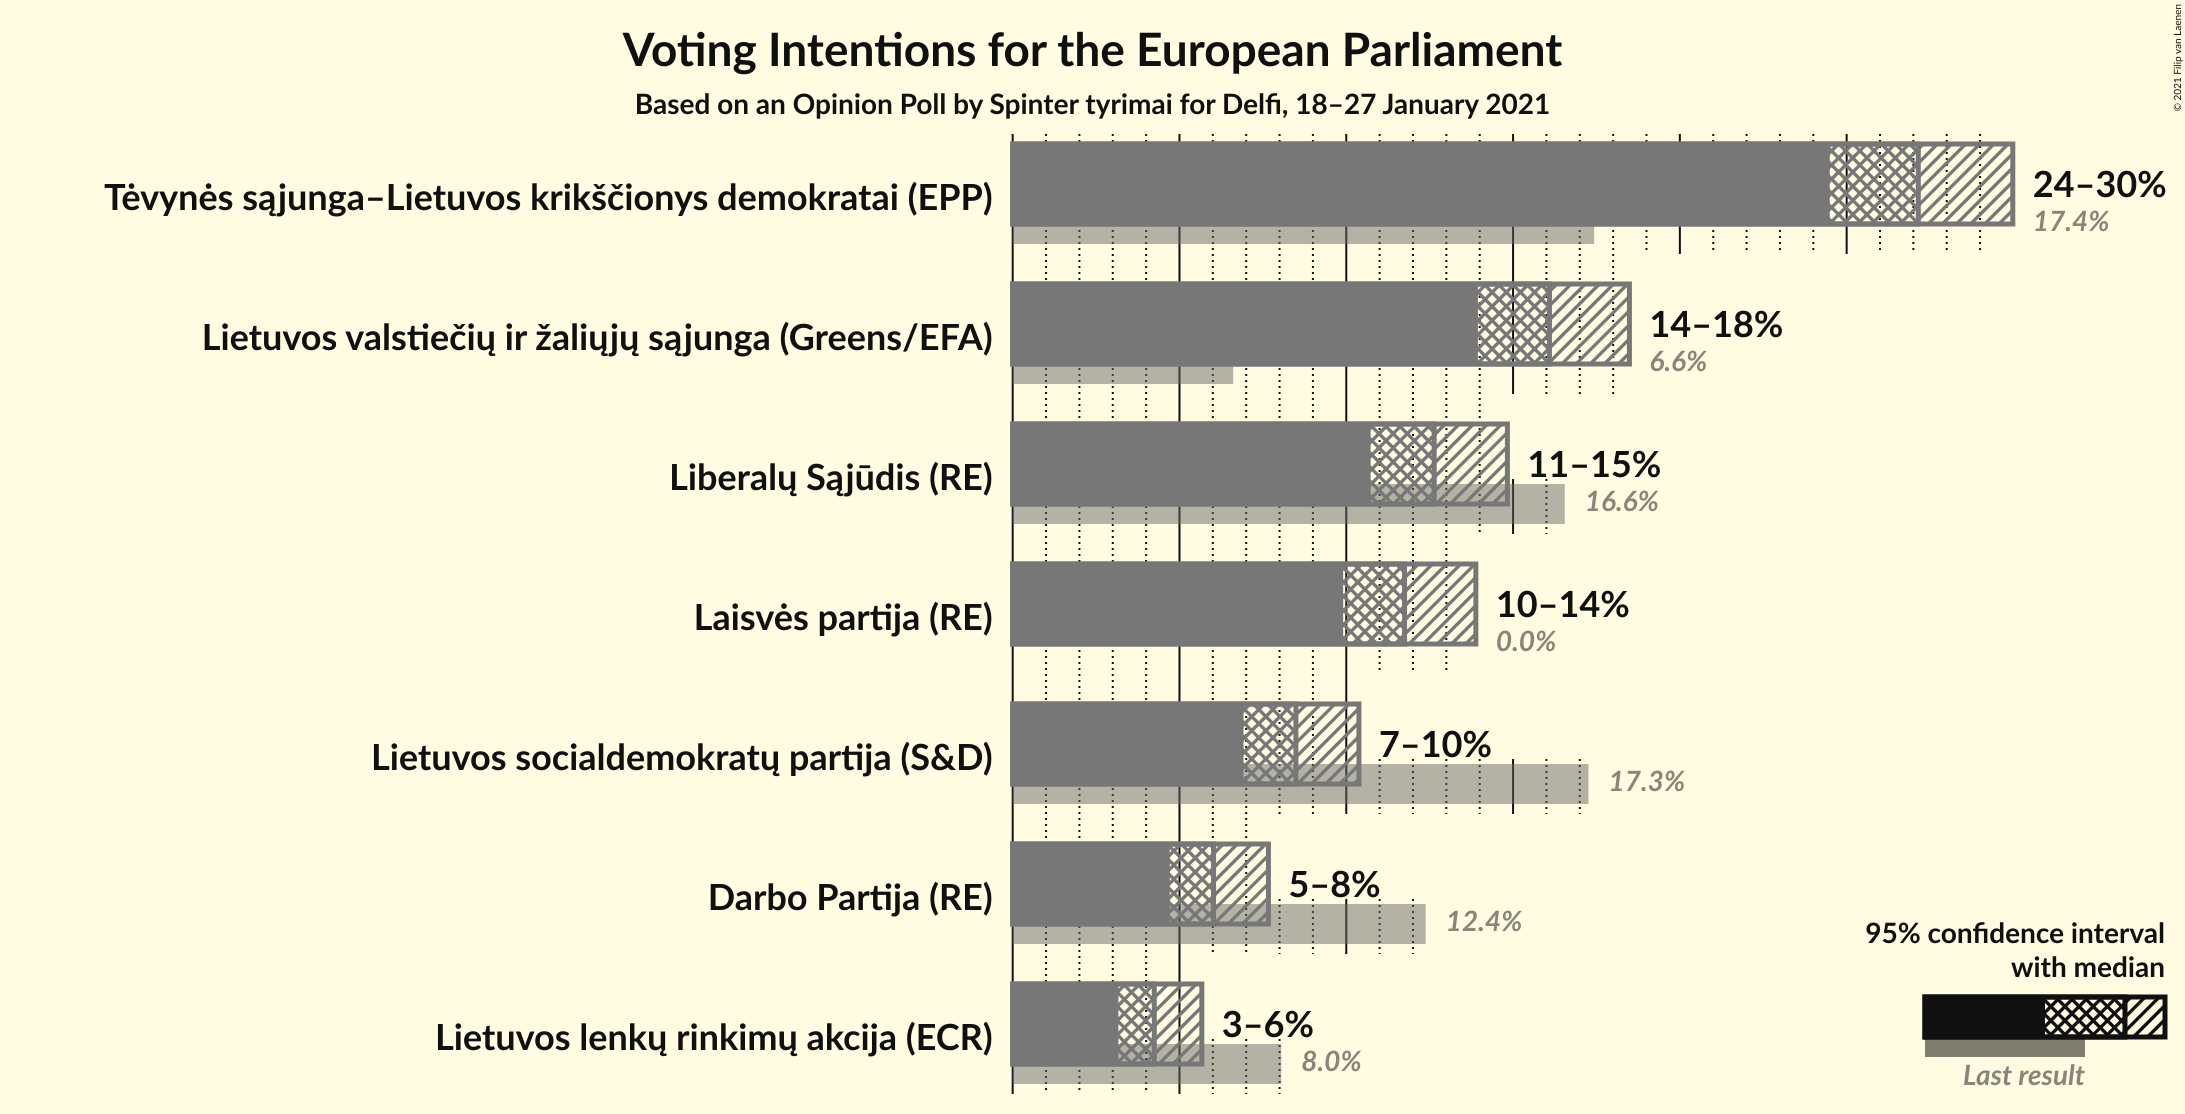 Voting Intentions for the European Parliament
Based on an Opinion Poll by Spinter tyrimai for Delfi, 18–27 January 2021
© 2021 Filip van Laenen
Tėvynės sąjunga–Lietuvos krikščionys demokratai (EPP)
24–30%
17.4%
Lietuvos valstiečių ir žaliųjų sąjunga (Greens/EFA)
14–18%
6.6%
Liberalų Sąjūdis (RE)
11–15%
16.6%
Laisvės partija (RE)
10–14%
0.0%
Lietuvos socialdemokratų partija (S&D)
7–10%
17.3%
Darbo Partija (RE)
5–8%
12.4%
Lietuvos lenkų rinkimų akcija (ECR)
3–6%
8.0%
95% confidence interval
with median
Last result